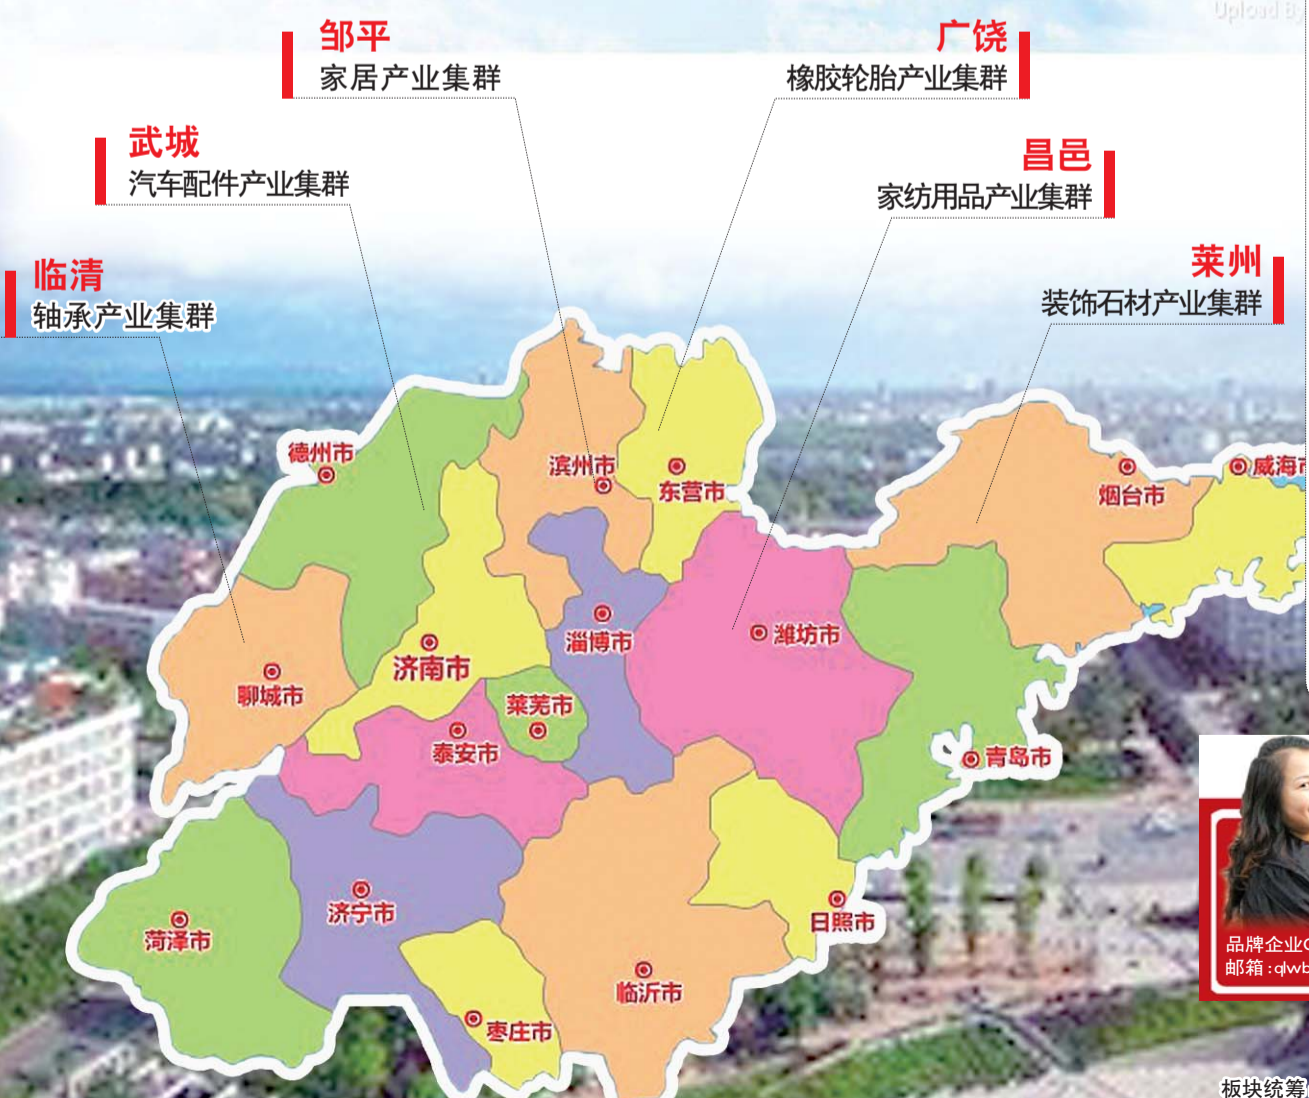 Upload By
邹平
家居产业集群
广饶
橡胶轮胎产业集群
武城
汽车配件产业集群
昌邑
家纺用品产业集群
临清
轴承产业集群
莱州
装饰石材产业集群
德州市
滨州市
东营市
烟台市
威海市
聊城市
济南市
淄博市
潍坊市
莱芜市
泰安市
青岛市
菏泽市
济宁市
日照市
临沂市
枣庄市
品牌企业
邮箱:qlwb
板块统筹